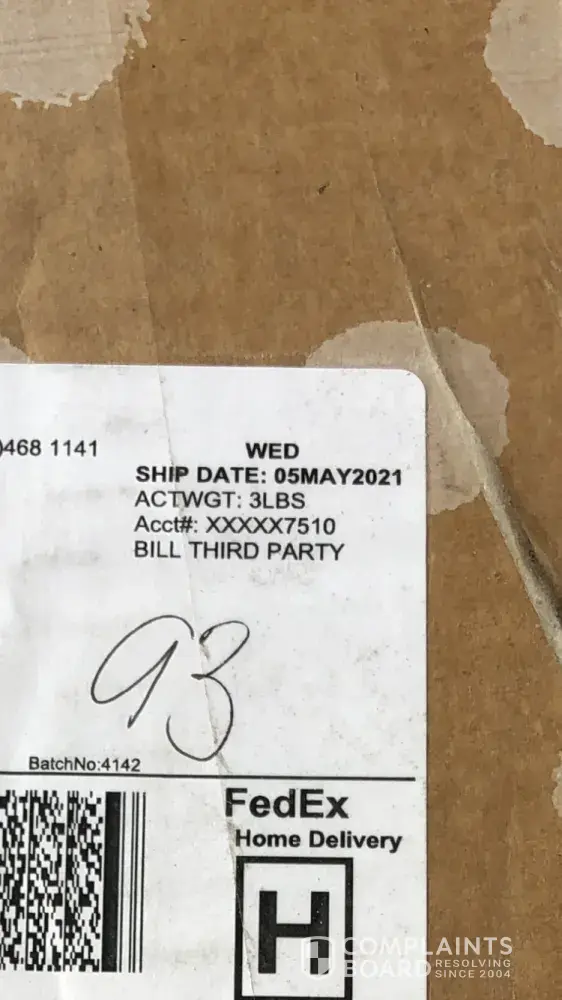 )468 1141
WED
SHIP DATE: 05MAY2021
ACTWGT: 3LBS
Acct#: XXXXX7510
BILL THIRD PARTY
93
BatchNo:4142
FedEx
Home Delivery
H
COMPLAINTS
BOARD RESOLVING
SINCE 2004